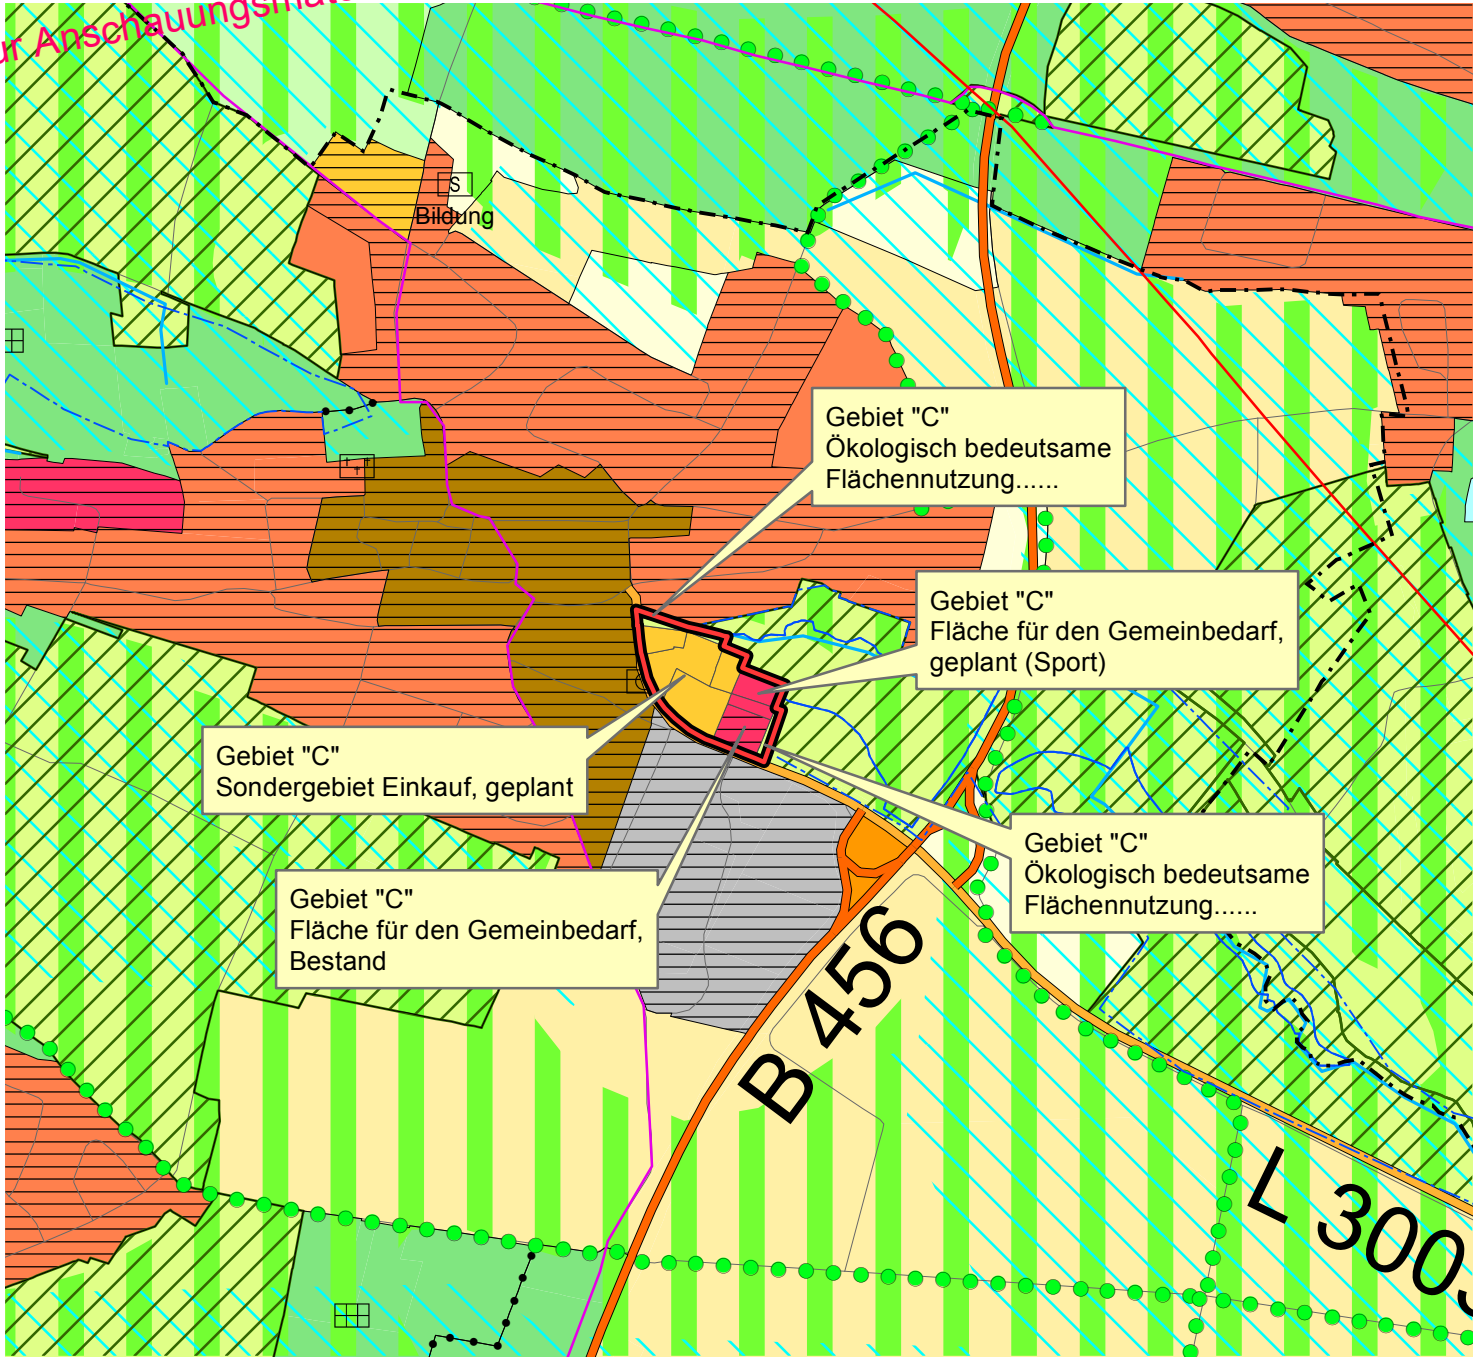 Anschauungsmate
S
Bildung
Gebiet "C"
Ökologisch bedeutsame
Flächennutzung......
Gebiet "C"
Fläche für den Gemeinbedarf,
geplant (Sport)
Gebiet "C"
Sondergebiet Einkauf, geplant
Gebiet "C"
Ökologisch bedeutsame
Flächennutzung......
Gebiet "C"
Fläche für den Gemeinbedarf,
Bestand
B 456
L 300